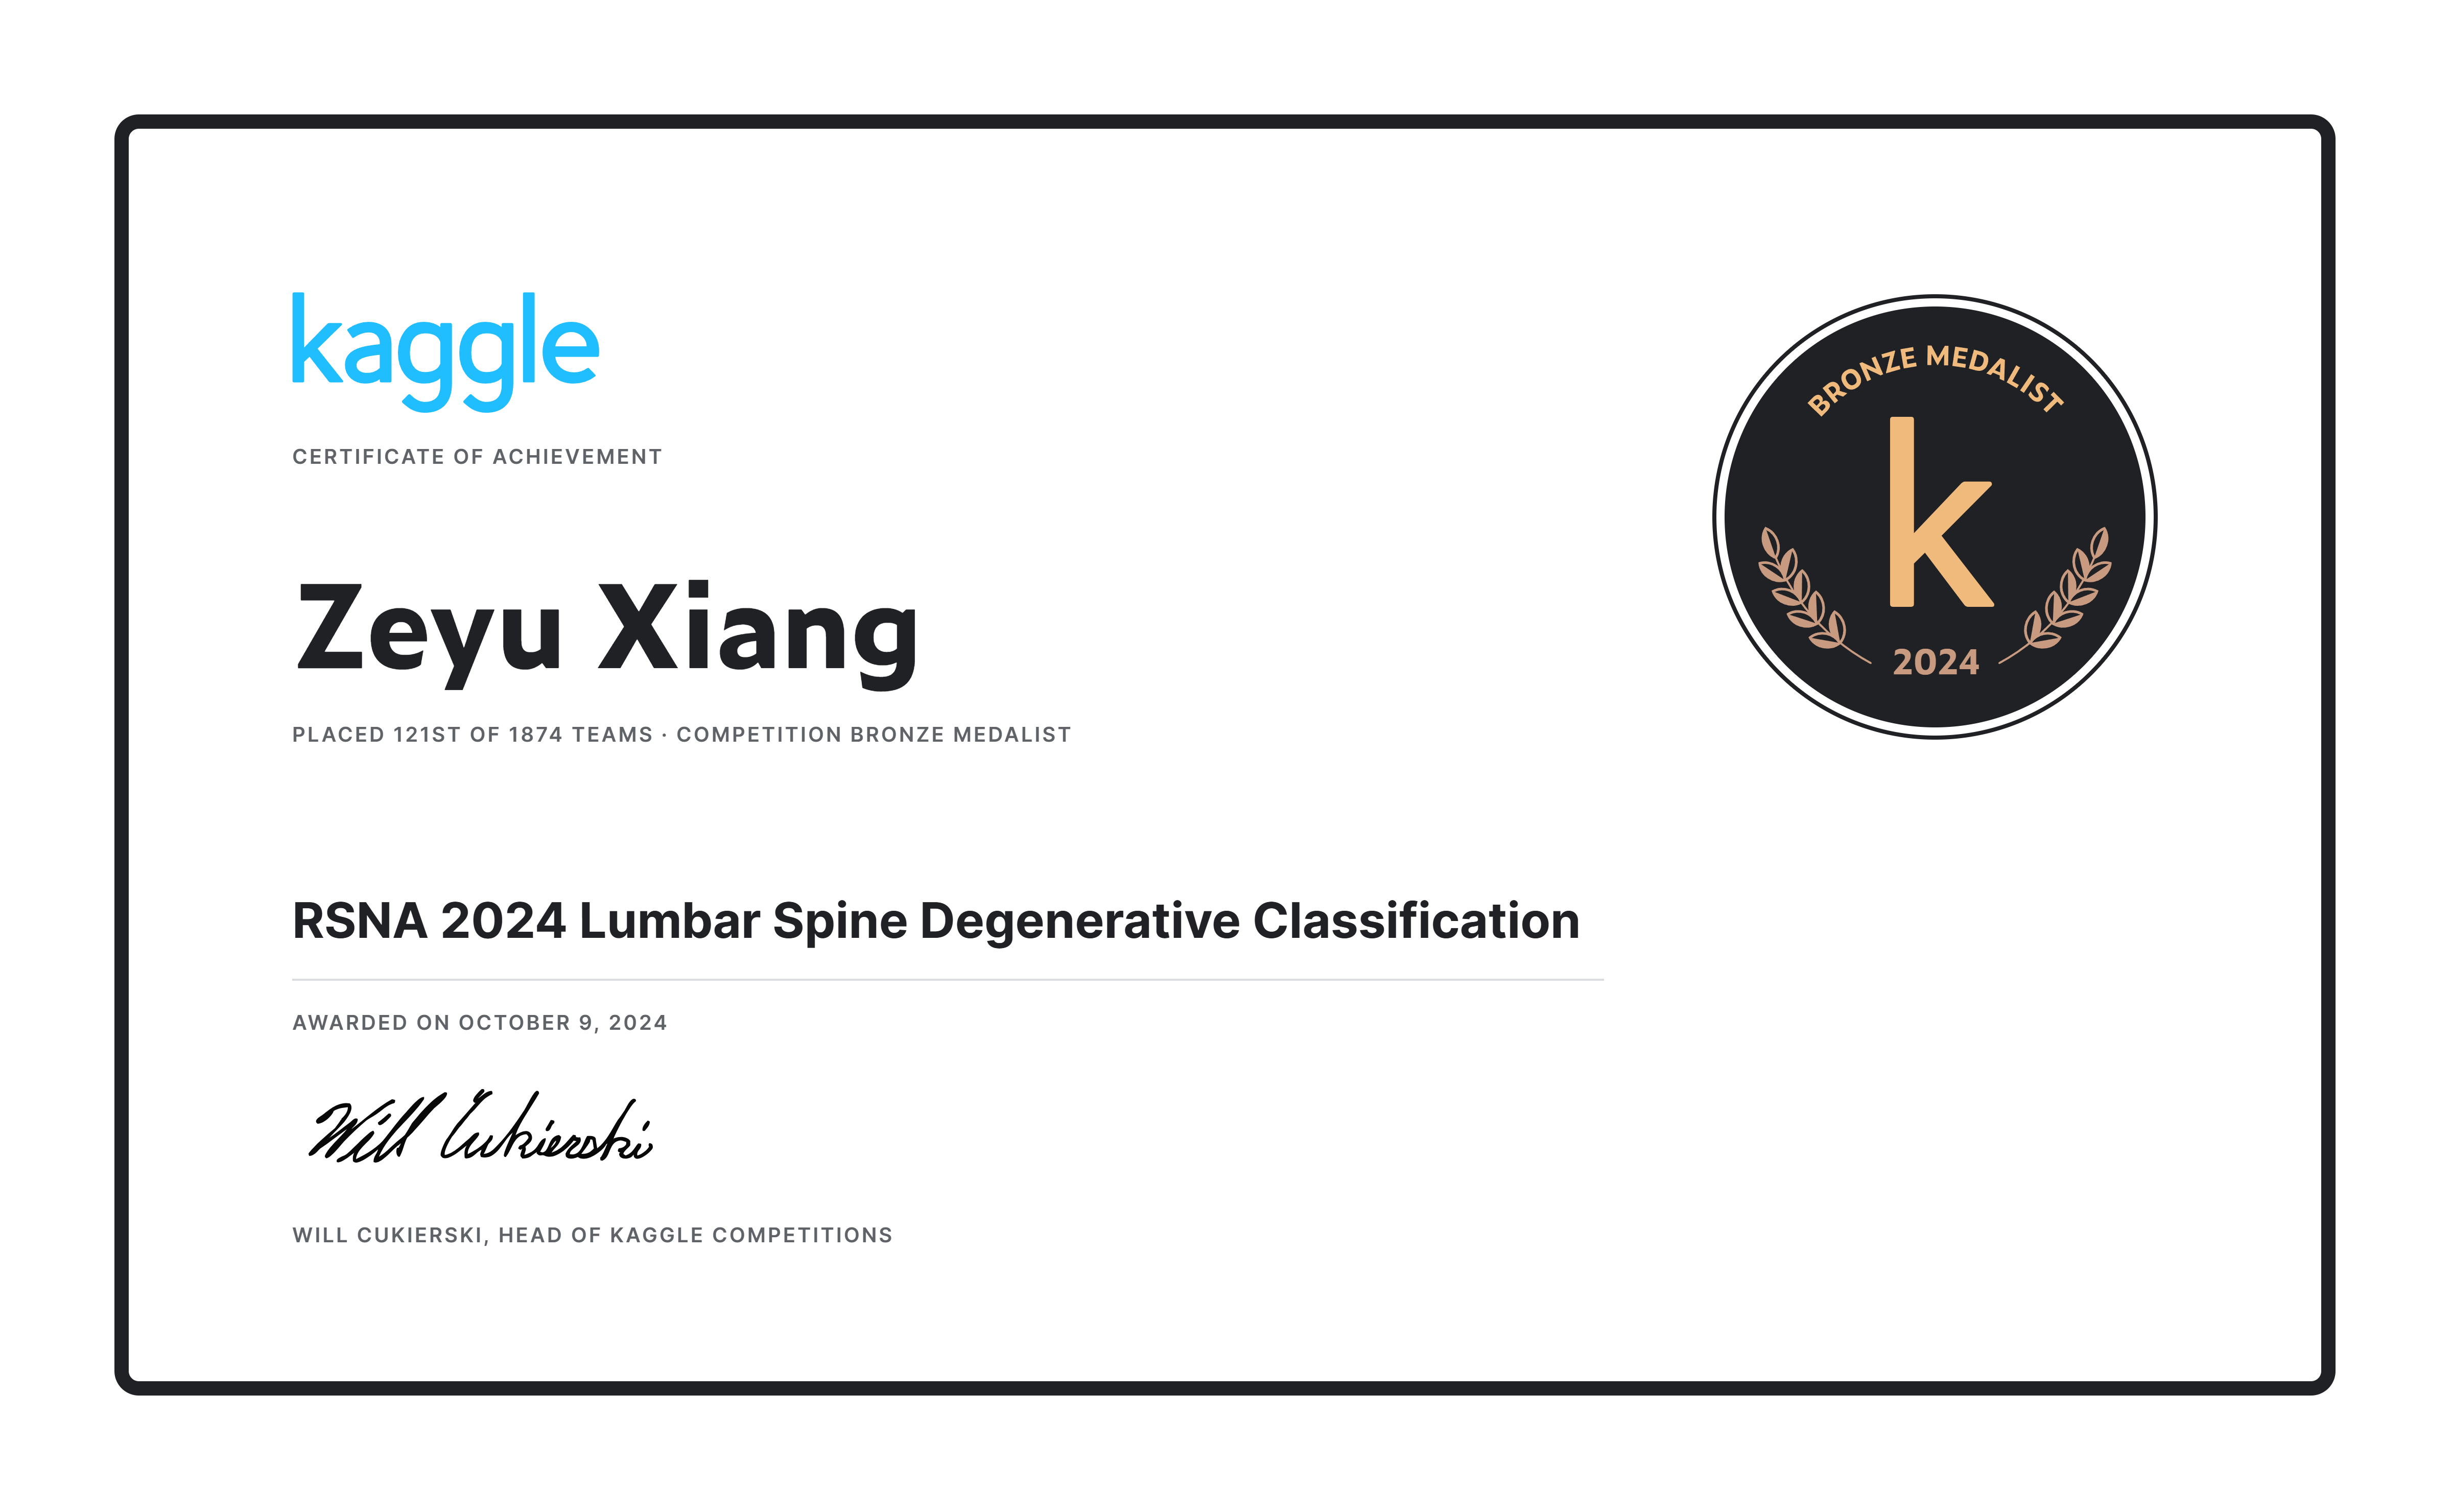 kaggle
CERTIFICATE OF ACHIEVEMENT
BRONZE MEDALIST
k
2024
Zeyu Xiang
PLACED 121ST OF 1874 TEAMS · COMPETITION BRONZE MEDALIST
RSNA 2024 Lumbar Spine Degenerative Classification
AWARDED ON OCTOBER 9, 2024
Will Cukierski
WILL CUKIERSKI, HEAD OF KAGGLE COMPETITIONS